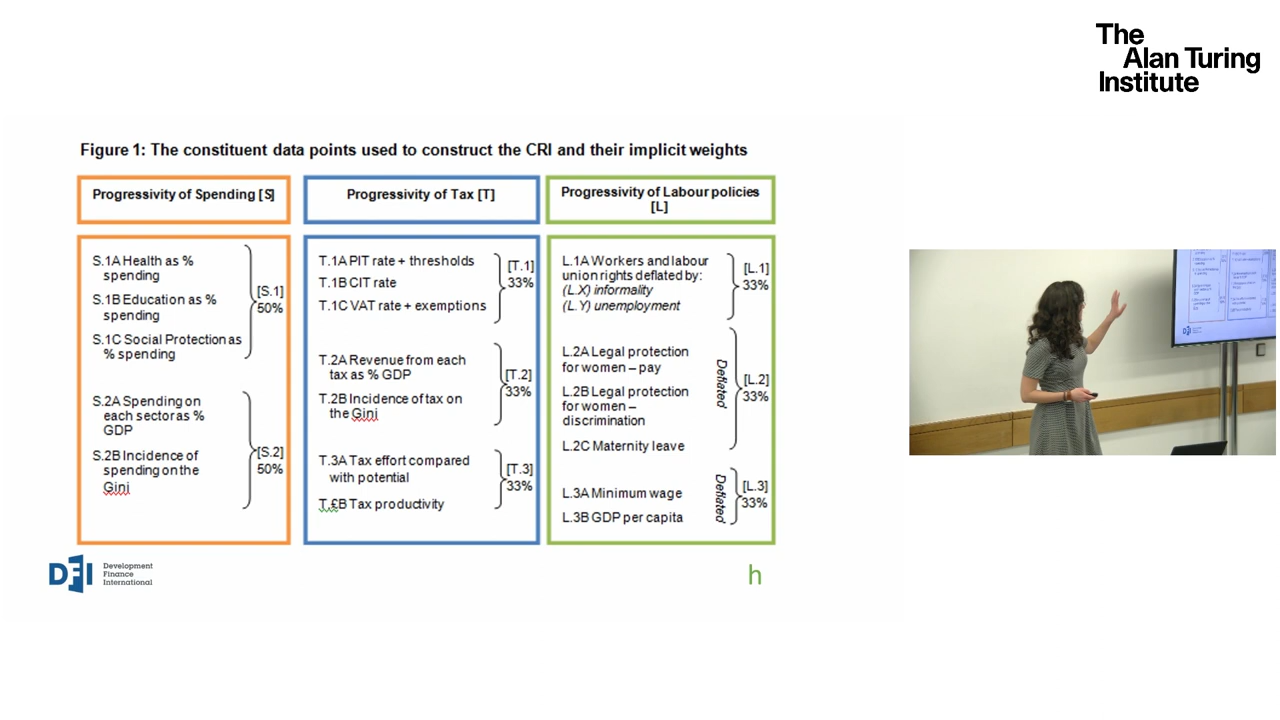 The
Alan Turing
Institute
Figure 1: The constituent data points used to construct the CRI and their implicit weights
Progressivity of Spending [S]
S.1A Health as %
spending
S.1B Education as %
spending
S.1C Social Protection as
% spending
[S.1]
50%
S.2A Spending on
each sector as %
GDP
S.2B Incidence of
spending on the
Gini
[S.2]
50%
Progressivity of Tax [T]
T.1A PIT rate + thresholds
T.1B CIT rate
T.1C VAT rate + exemptions
[T.1]
33%
T.2A Revenue from each
tax as % GDP
T.2B Incidence of tax on
the Gini
[T.2]
33%
T.3A Tax effort compared
with potential
T.£B Tax productivity
[T.3]
33%
Progressivity of Labour policies
[L]
L.1A Workers and labour
union rights deflated by:
(L.X) informality
(L.Y) unemployment
[L.1]
33%
L.2A Legal protection
for women – pay
L.2B Legal protection
for women –
discrimination
L.2C Maternity leave
Deflated
[L.2]
33%
L.3A Minimum wage
L.3B GDP per capita
Deflated
[L.3]
33%
DFI
Development
Finance
International
h